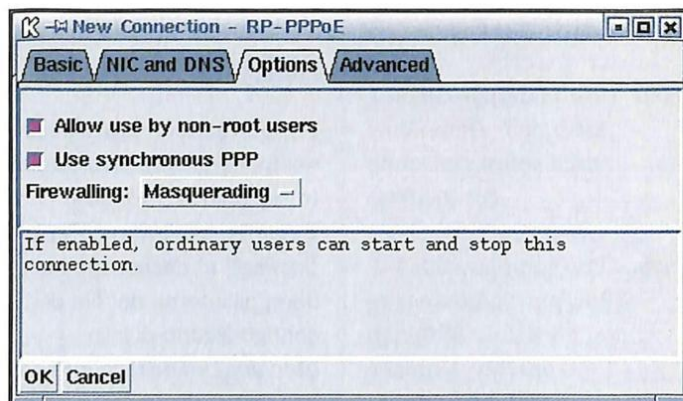 New Connection - RP-PPPoE
Basic NIC and DNS Options Advanced
Allow use by non-root users
Use synchronous PPP
Firewalling: Masquerading
If enabled, ordinary users can start and stop this
connection.
OK Cancel